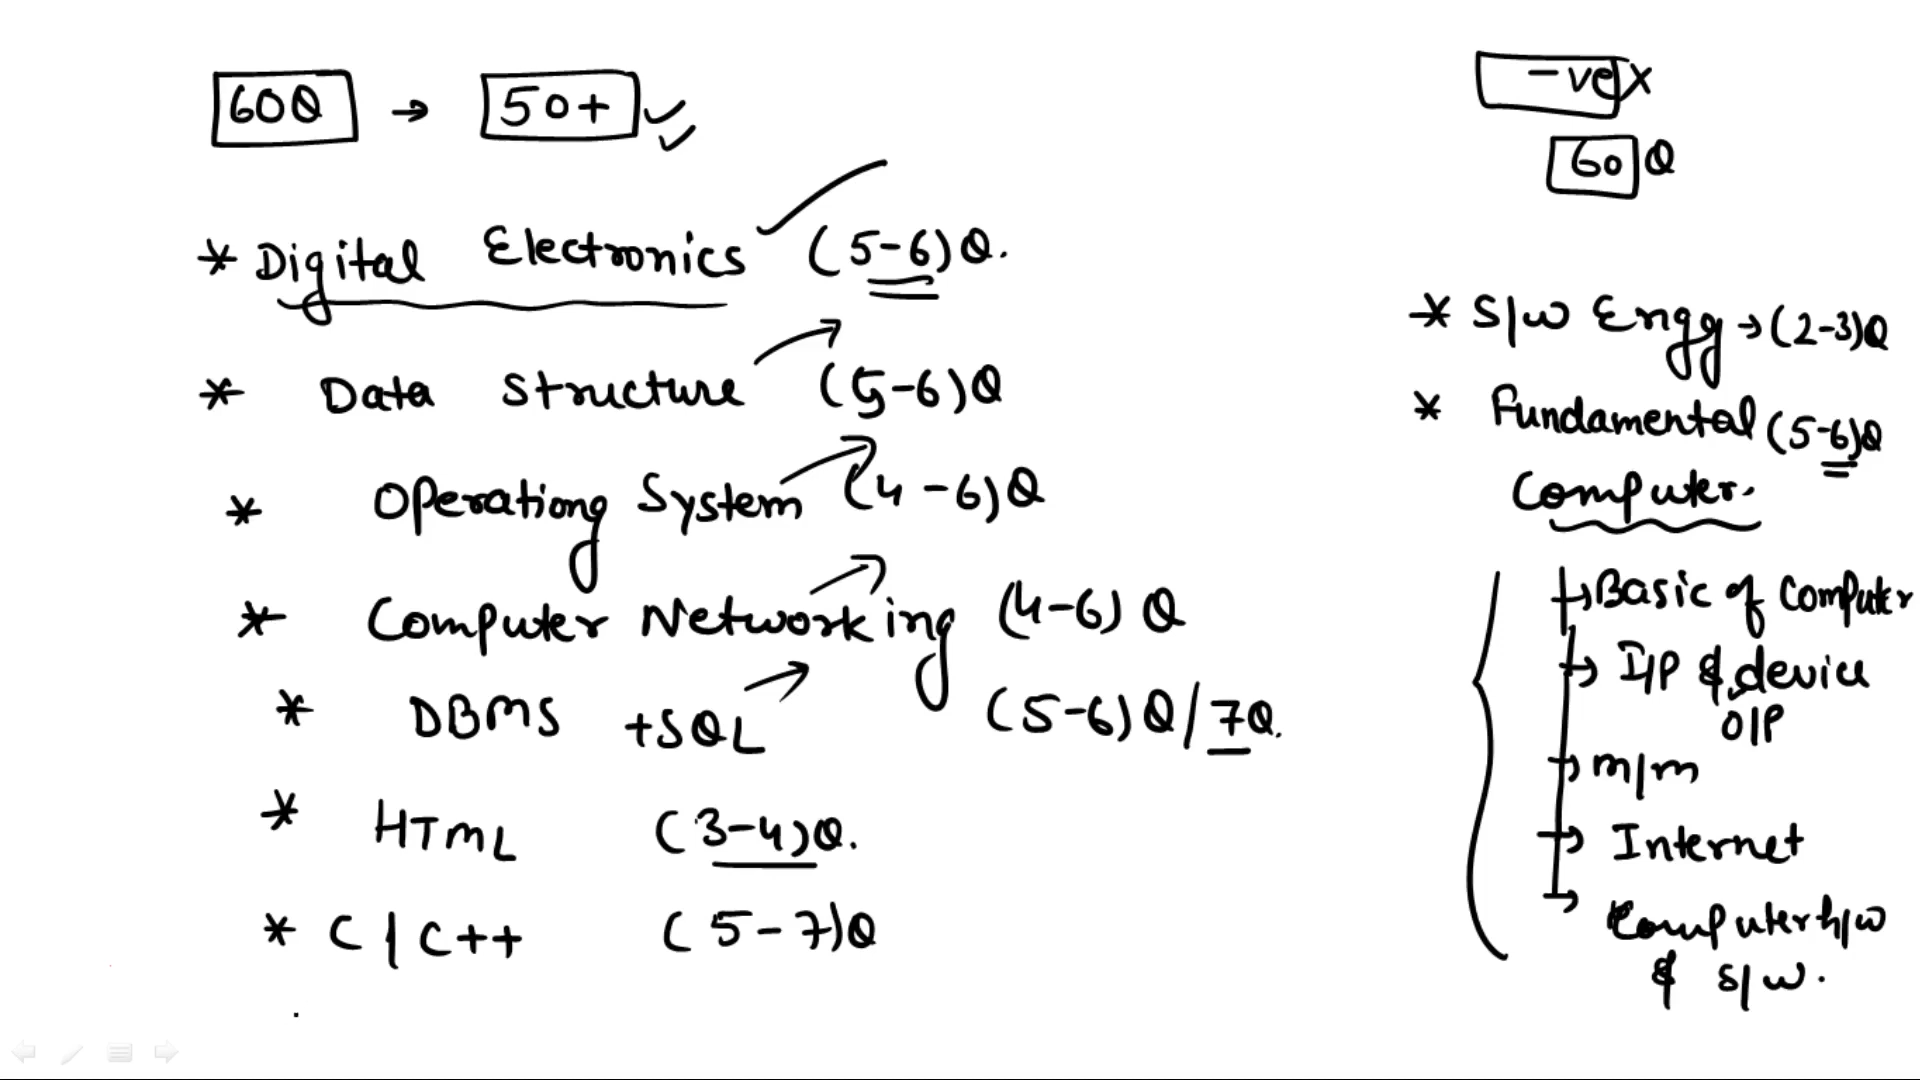 60Q → 50+
* Digital Electronics (5-6)Q.
* Data Structure (5-6)Q
* Operationg System (4-6)Q
* Computer Networking (4-6) Q
* DBMS +SQL (5-6)Q/7Q.
* HTML (3-4)Q.
* C | C++ (5-7)Q
-ve x
60 Q
* S/w Engg → (2-3)Q
* Fundamental (5-6)Q
Computer.
→ Basic of Computer
→ I/P & device
O/P
→ m/m
→ Internet
→ Computer h/w
& S/w.